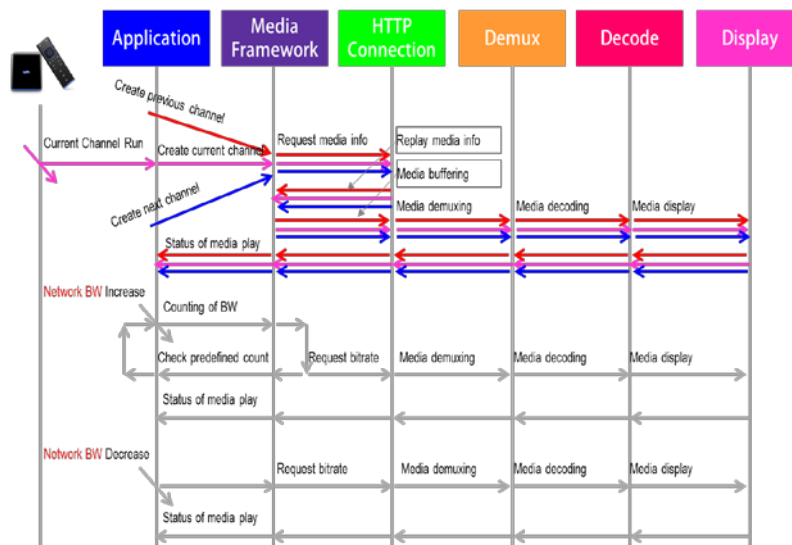 Application
Media Framework
HTTP Connection
Demux
Decode
Display
Create previous channel
Current Channel Run
Create current channel
Create next channel
Request media info
Replay media info
Media buffering
Media demuxing
Media decoding
Media display
Status of media play
Network BW Increase
Counting of BW
Check predefined count
Request bitrate
Media demuxing
Media decoding
Media display
Status of media play
Network BW Decrease
Request bitrate
Media demuxing
Media decoding
Media display
Status of media play